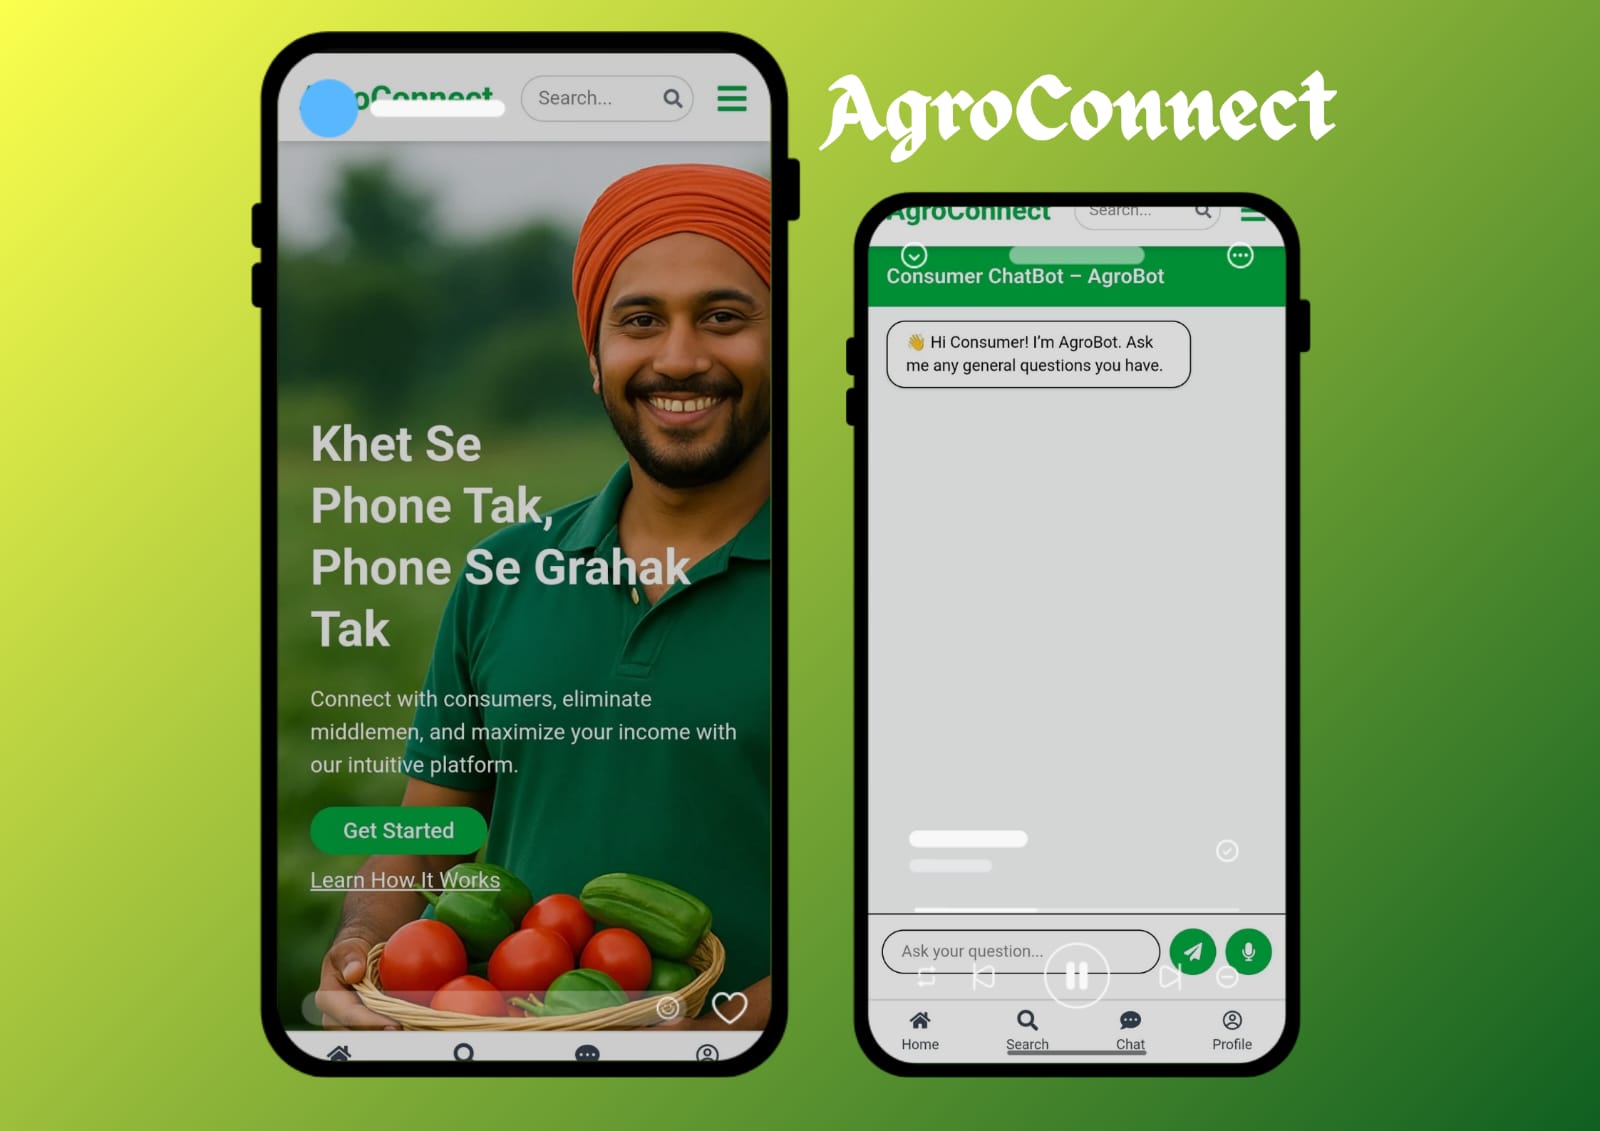 AgroConnect
AgroConnect
Search...
Khet Se
Phone Tak,
Phone Se Grahak
Tak
Connect with consumers, eliminate
middlemen, and maximize your income with
our intuitive platform.
Get Started
Learn How It Works
AgroConnect
Search...
Consumer ChatBot – AgroBot
👋 Hi Consumer! I’m AgroBot. Ask
me any general questions you have.
Ask your question...
Home
Search
Chat
Profile